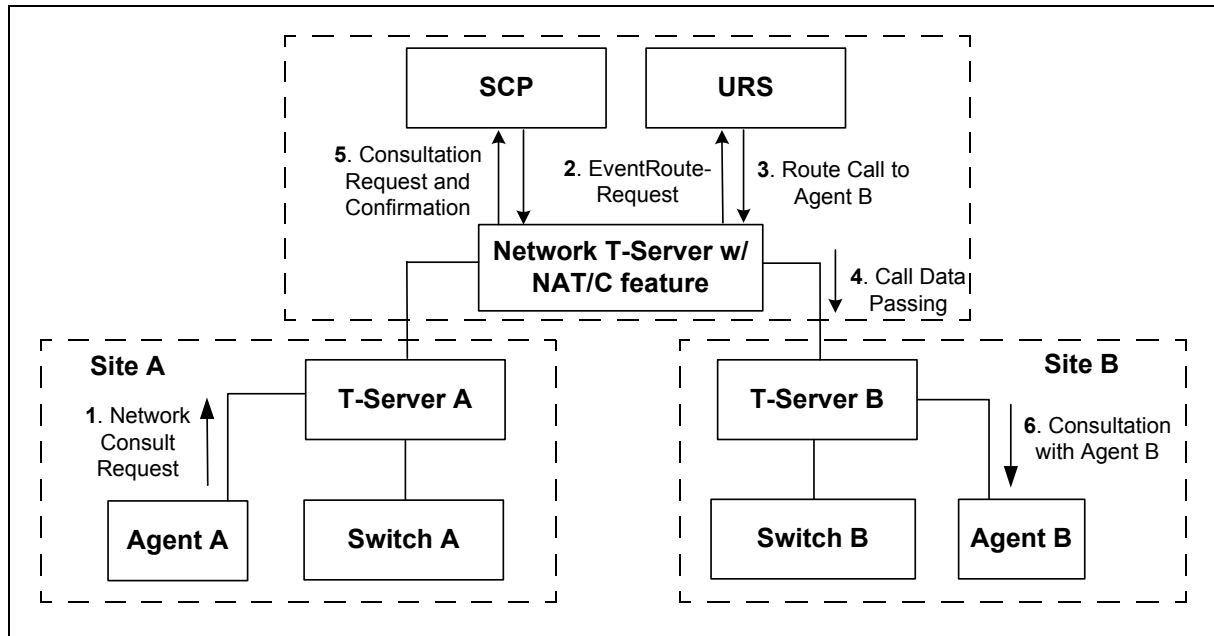 SCP
URS
5. Consultation
Request and
Confirmation
2. EventRoute-
Request
3. Route Call to
Agent B
Network T-Server w/
NAT/C feature
4. Call Data
Passing
Site A
T-Server A
1. Network
Consult
Request
Agent A
Switch A
Site B
T-Server B
6. Consultation
with Agent B
Switch B
Agent B